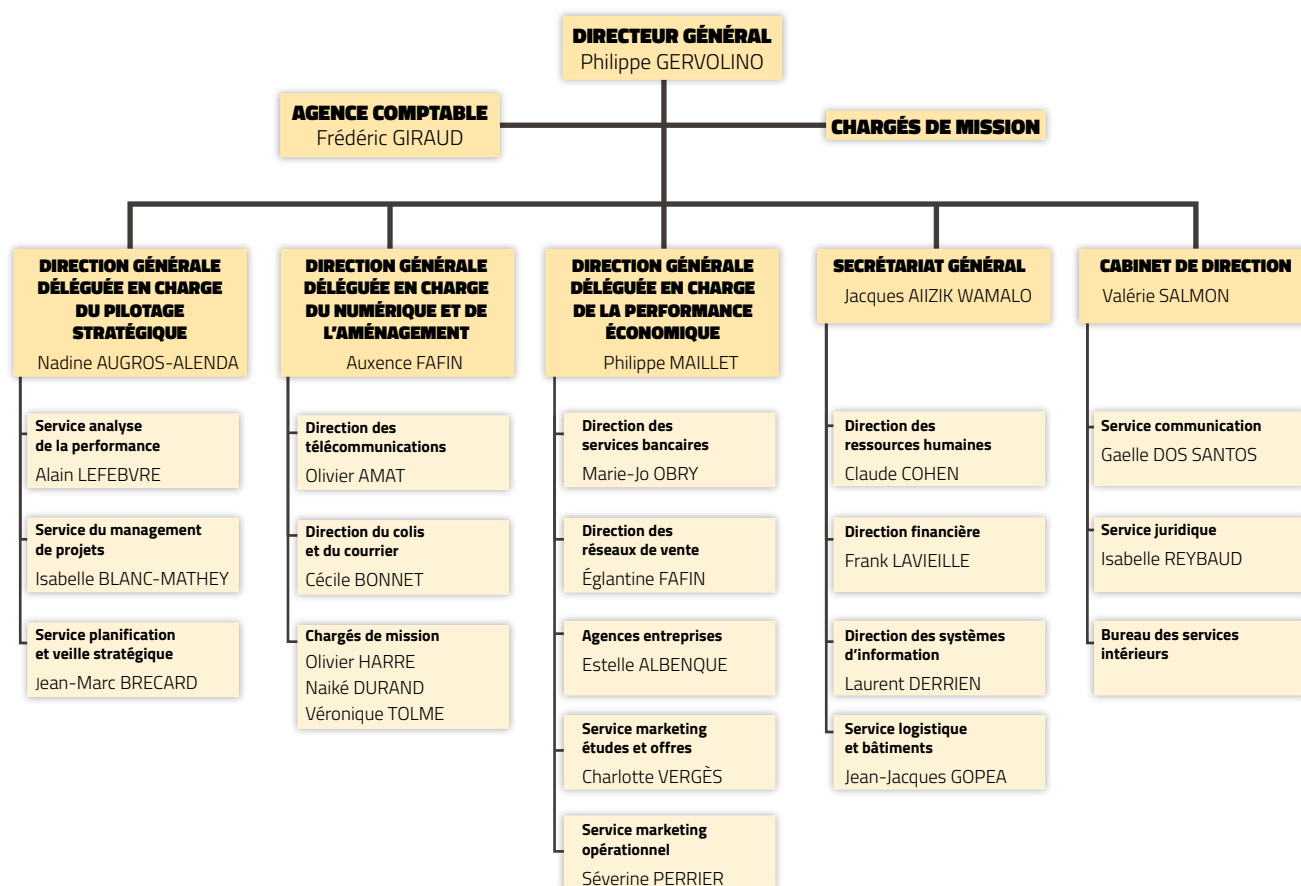 DIRECTEUR GÉNÉRAL
Philippe GERVOLINO
AGENCE COMPTABLE
Frédéric GIRAUD
CHARGÉS DE MISSION
DIRECTION GÉNÉRALE
DÉLÉGUÉE EN CHARGE
DU PILOTAGE
STRATÉGIQUE
Nadine AUGROS-ALENDA
Service analyse
de la performance
Alain LEFEBVRE
Service du management
de projets
Isabelle BLANC-MATHEY
Service planification
et veille stratégique
Jean-Marc BRECARD
DIRECTION GÉNÉRALE
DÉLÉGUÉE EN CHARGE
DU NUMÉRIQUE ET DE
L'AMÉNAGEMENT
Auxence FAFIN
Direction des
télécommunications
Olivier AMAT
Direction du colis
et du courrier
Cécile BONNET
Chargés de mission
Olivier HARRE
Naiké DURAND
Véronique TOLME
DIRECTION GÉNÉRALE
DÉLÉGUÉE EN CHARGE
DE LA PERFORMANCE
ÉCONOMIQUE
Philippe MAILLET
Direction des
services bancaires
Marie-Jo OBRY
Direction des
réseaux de vente
Églantine FAFIN
Agences entreprises
Estelle ALBENQUE
Service marketing
études et offres
Charlotte VERGÈS
Service marketing
opérationnel
Séverine PERRIER
SECRÉTARIAT GÉNÉRAL
Jacques AIIZIK WAMALO
Direction des
ressources humaines
Claude COHEN
Direction financière
Frank LAVIEILLE
Direction des systèmes
d'information
Laurent DERRIEN
Service logistique
et bâtiments
Jean-Jacques GOPEA
CABINET DE DIRECTION
Valérie SALMON
Service communication
Gaelle DOS SANTOS
Service juridique
Isabelle REYBAUD
Bureau des services
intérieurs